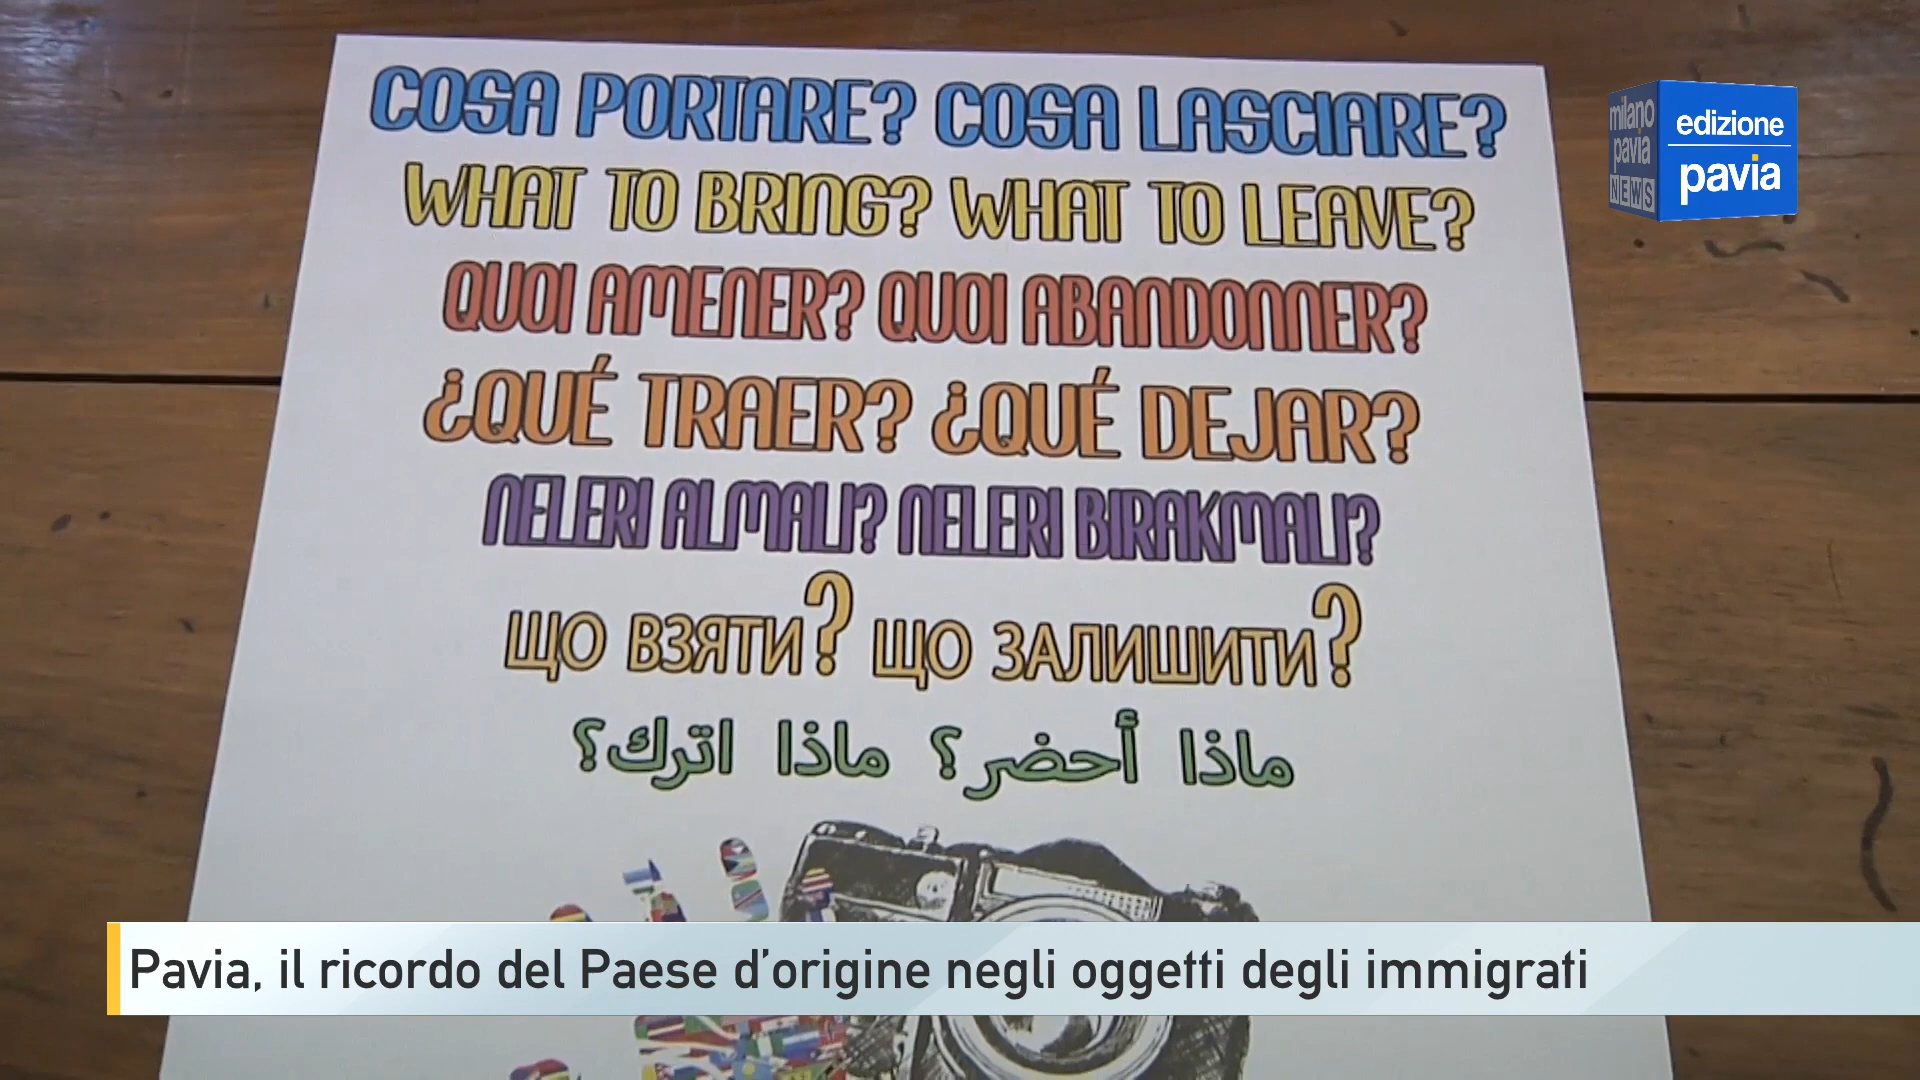 COSA PORTARE? COSA LASCIARE?
WHAT TO BRING? WHAT TO LEAVE?
QUOI AMENER? QUOI ABANDONNER?
¿QUÉ TRAER? ¿QUÉ DEJAR?
NELERI ALMALI? NELERI BIRAKMALI?
ЩО ВЗЯТИ? ЩО ЗАЛИШИТИ?
ماذا أحضر؟ ماذا اترك؟
milano
pavia
NEWS
edizione
pavia
Pavia, il ricordo del Paese d’origine negli oggetti degli immigrati